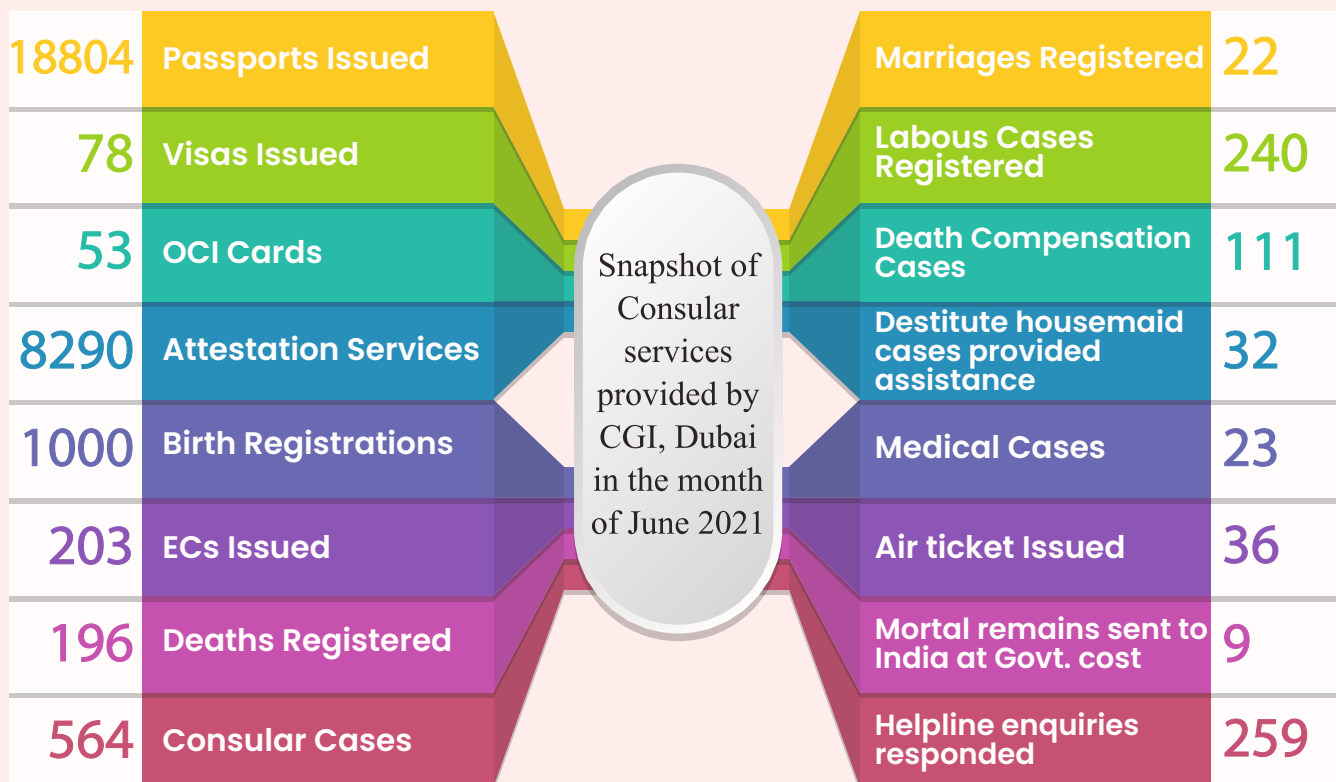 18804 Passports Issued
78 Visas Issued
53 OCI Cards
8290 Attestation Services
1000 Birth Registrations
203 ECs Issued
196 Deaths Registered
564 Consular Cases
Snapshot of
Consular
services
provided by
CGI, Dubai
in the month
of June 2021
Marriages Registered 22
Labous Cases
Registered
240
Death Compensation
Cases
111
Destitute housemaid
cases provided
assistance
32
Medical Cases 23
Air ticket Issued 36
Mortal remains sent to
India at Govt. cost
9
Helpline enquiries
responded
259